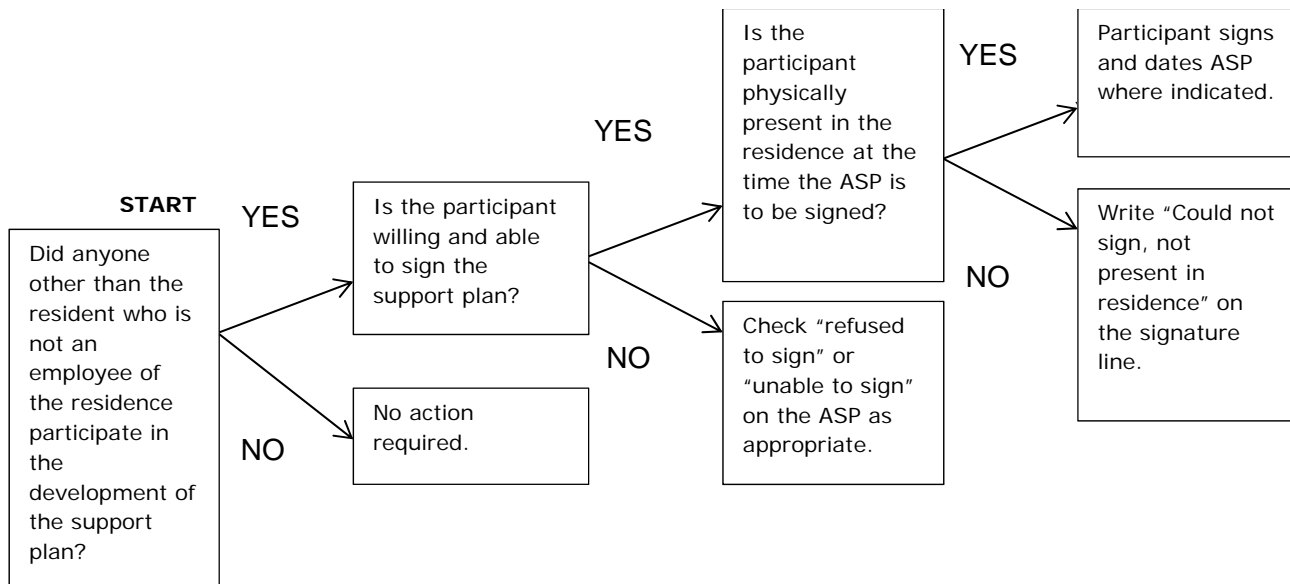 START
Did anyone
other than the
resident who is
not an
employee of
the residence
participate in
the
development of
the support
plan?
YES
NO
Is the participant
willing and able
to sign the
support plan?
No action
required.
YES
NO
Is the
participant
physically
present in the
residence at the
time the ASP is
to be signed?
Check “refused
to sign” or
“unable to sign”
on the ASP as
appropriate.
YES
NO
Participant signs
and dates ASP
where indicated.
Write “Could not
sign, not
present in
residence” on
the signature
line.